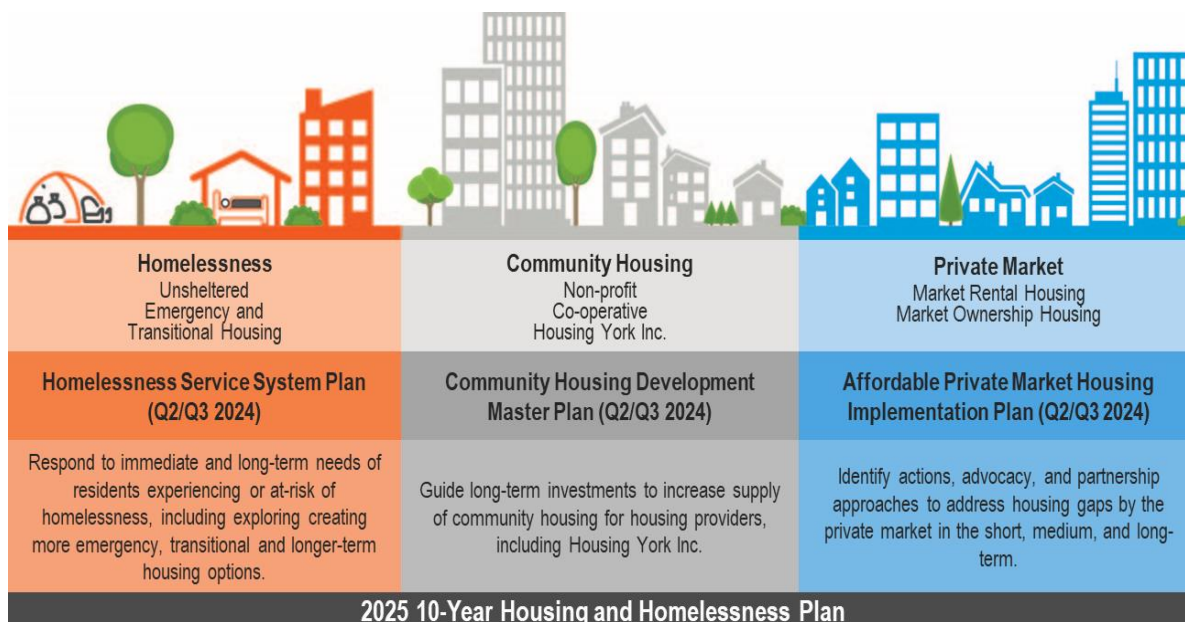 Homelessness
Unsheltered
Emergency and
Transitional Housing
Homelessness Service System Plan
(Q2/Q3 2024)
Respond to immediate and long-term needs of
residents experiencing or at-risk of
homelessness, including exploring creating
more emergency, transitional and longer-term
housing options.
Community Housing
Non-profit
Co-operative
Housing York Inc.
Community Housing Development
Master Plan (Q2/Q3 2024)
Guide long-term investments to increase supply
of community housing for housing providers,
including Housing York Inc.
Private Market
Market Rental Housing
Market Ownership Housing
Affordable Private Market Housing
Implementation Plan (Q2/Q3 2024)
Identify actions, advocacy, and partnership
approaches to address housing gaps by the
private market in the short, medium, and long-
term.
2025 10-Year Housing and Homelessness Plan